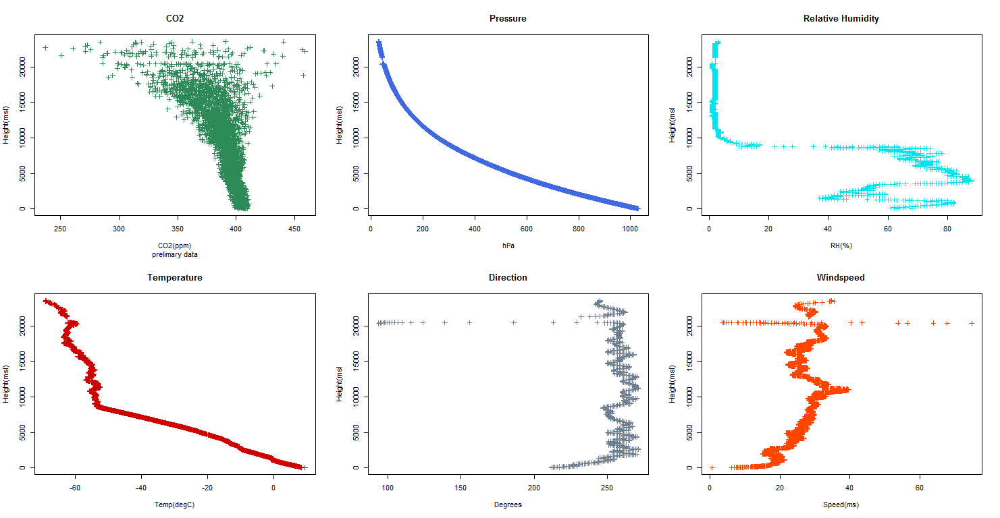 CO2
Height(msl)
0 5000 10000 15000 20000
250 300 350 400 450
CO2(ppm)
prelimary data
Pressure
Height(msl)
0 5000 10000 15000 20000
0 200 400 600 800 1000
hPa
Relative Humidity
Height(msl
0 5000 10000 15000 20000
0 20 40 60 80
RH(%)
Temperature
Height(msl)
0 5000 10000 15000 20000
-60 -40 -20 0
Temp(degC)
Direction
Height(msl)
0 5000 10000 15000 20000
100 150 200 250
Degrees
Windspeed
Height(msl)
0 5000 10000 15000 20000
0 20 40 60
Speed(ms)